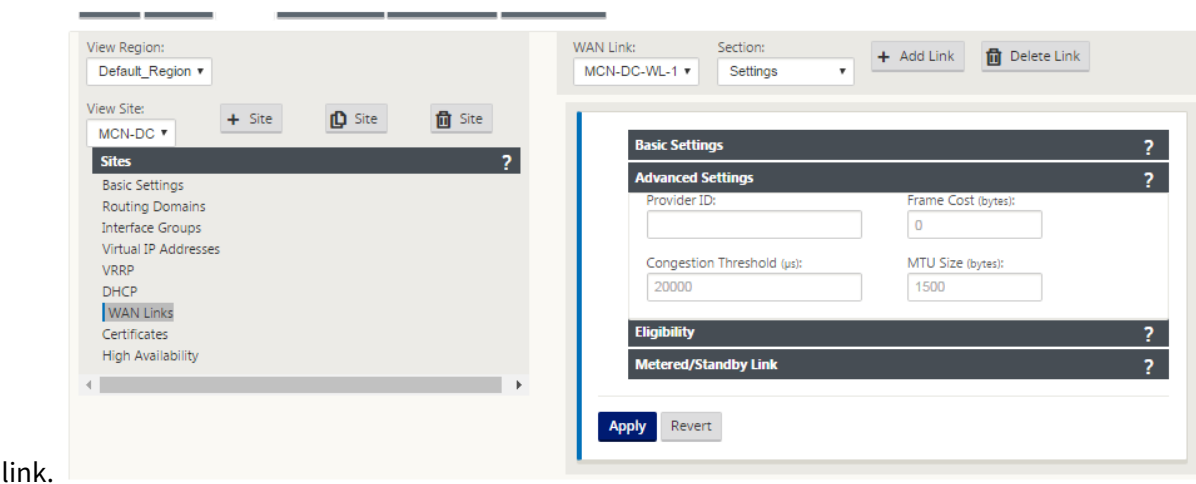 View Region:
Default_Region
View Site:
MCN-DC
+ Site
Site
Site
Sites ?
Basic Settings
Routing Domains
Interface Groups
Virtual IP Addresses
VRRP
DHCP
WAN Links
Certificates
High Availability
WAN Link: Section:
MCN-DC-WL-1 Settings + Add Link Delete Link
Basic Settings ?
Advanced Settings ?
Provider ID: Frame Cost (bytes):
0
Congestion Threshold (µs): MTU Size (bytes):
20000 1500
Eligibility ?
Metered/Standby Link ?
Apply Revert
link.